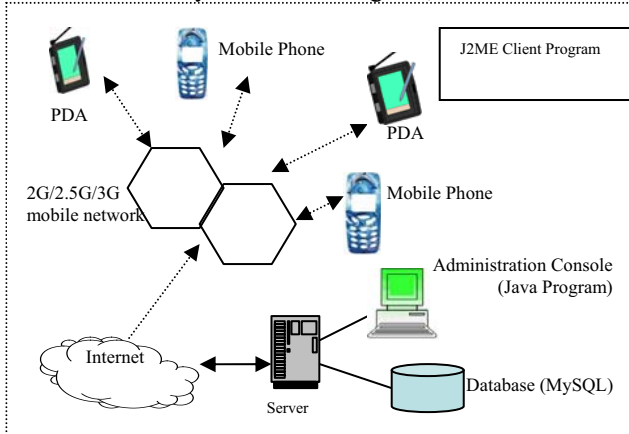 Mobile Phone
J2ME Client Program
PDA
PDA
2G/2.5G/3G
mobile network
Mobile Phone
Administration Console
(Java Program)
Internet
Database (MySQL)
Server